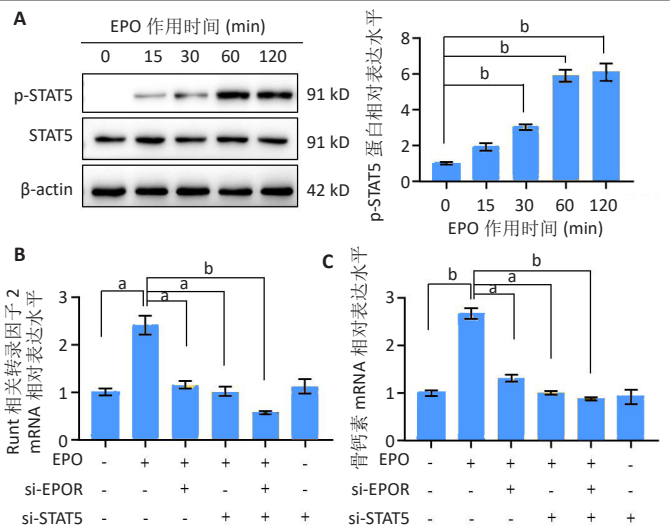 A
EPO 作用时间 (min)
0 15 30 60 120
p-STAT5 91 kD
STAT5 91 kD
β-actin 42 kD
p-STAT5 蛋白相对表达水平
8
6
4
2
0
b
b
b
0 15 30 60 120
EPO 作用时间 (min)
B
Runt 相关转录因子 2
mRNA 相对表达水平
3
2
1
0
a
a
a
b
EPO - + + + + -
si-EPOR - - + - + -
si-STAT5 - - - + + +
C
骨钙素 mRNA 相对表达水平
3
2
1
0
b
a
a
b
EPO - + + + + -
si-EPOR - - + - + -
si-STAT5 - - - + + +